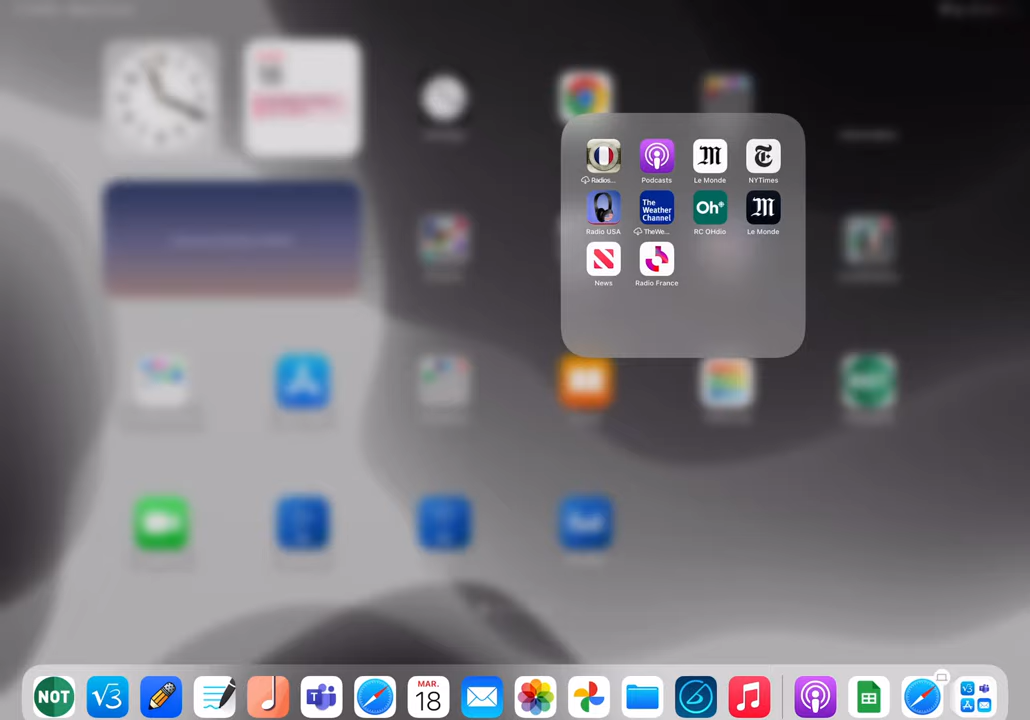 Radios...
Podcasts
Le Monde
NYTimes
The
Weather
Channel
Oh
Radio USA
TheWe...
RC OHdio
Le Monde
News
Radio France
NOT
√3
MAR.
18